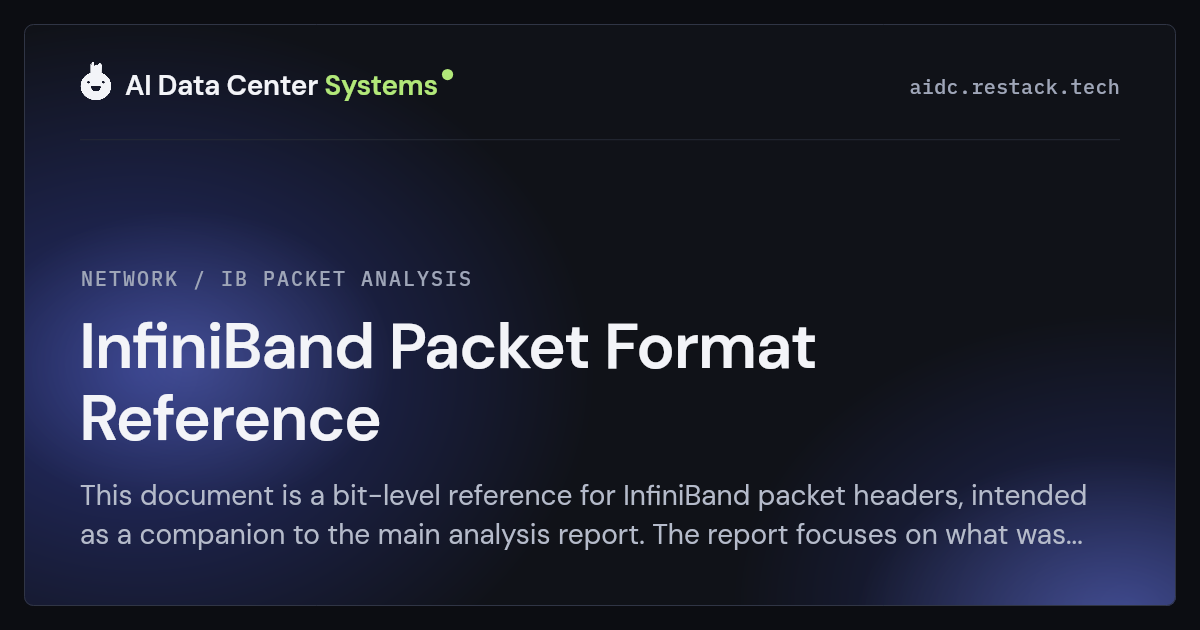 AI Data Center Systems
aidc.restack.tech
NETWORK / IB PACKET ANALYSIS
InfiniBand Packet Format
Reference
This document is a bit-level reference for InfiniBand packet headers, intended
as a companion to the main analysis report. The report focuses on what was...